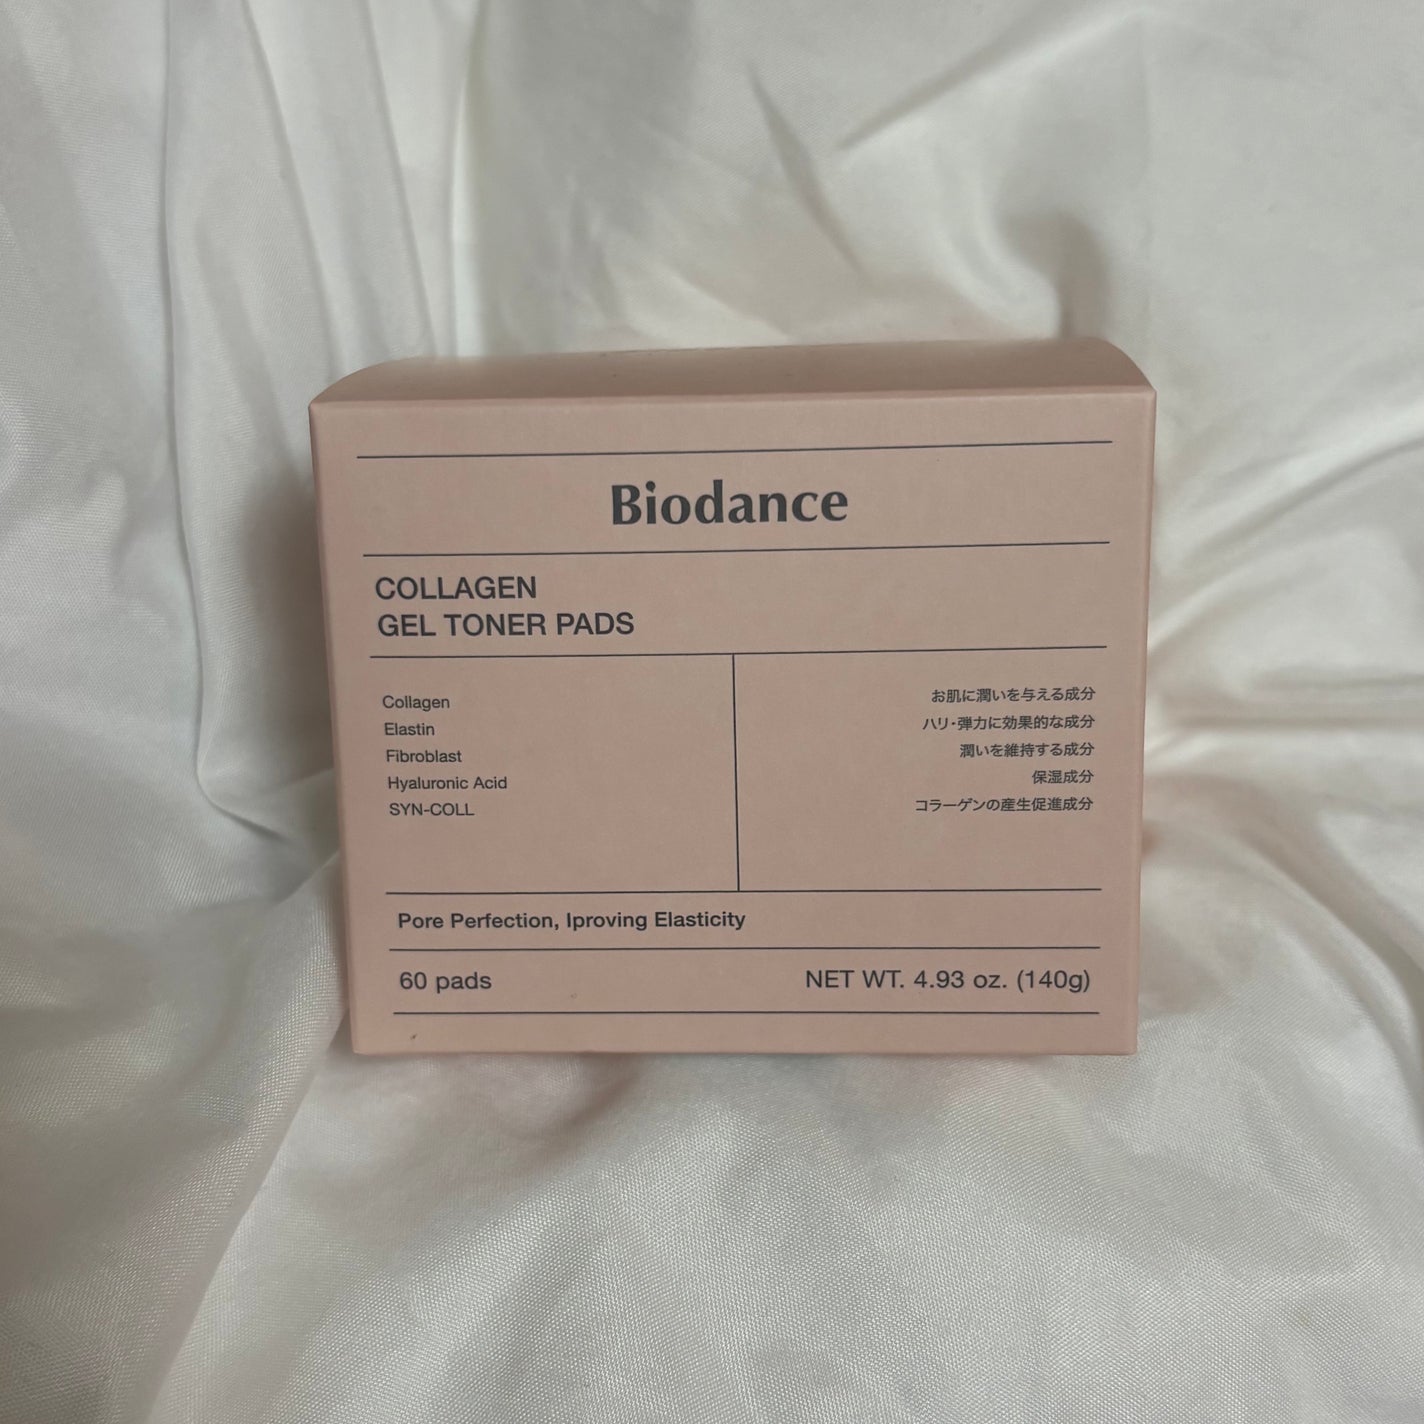 Biodance
COLLAGEN
GEL TONER PADS
Collagen
Elastin
Fibroblast
Hyaluronic Acid
SYN-COLL
お肌に潤いを与える成分
ハリ・弾力に効果的な成分
潤いを維持する成分
保湿成分
コラーゲンの産生促進成分
Pore Perfection, Iproving Elasticity
60 pads
NET WT. 4.93 oz. (140g)